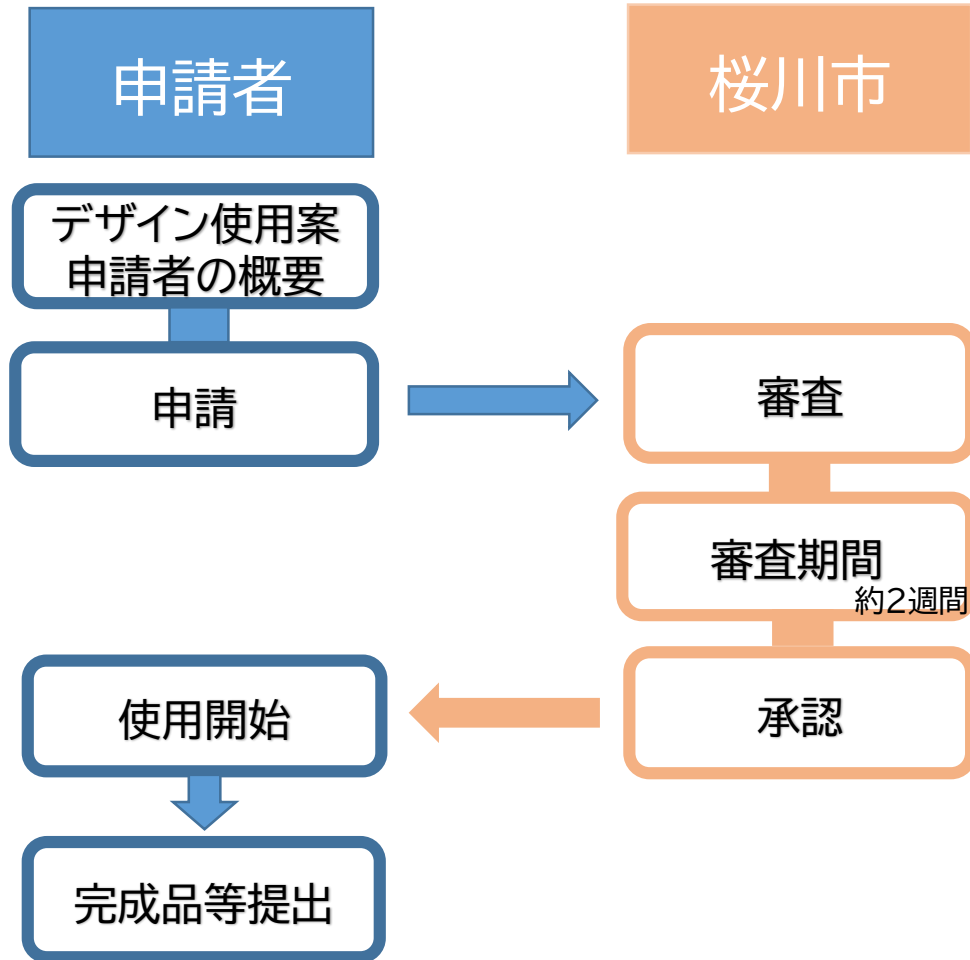 申請者
桜川市
デザイン使用案
申請者の概要
申請
審査
審査期間
約2週間
承認
使用開始
完成品等提出